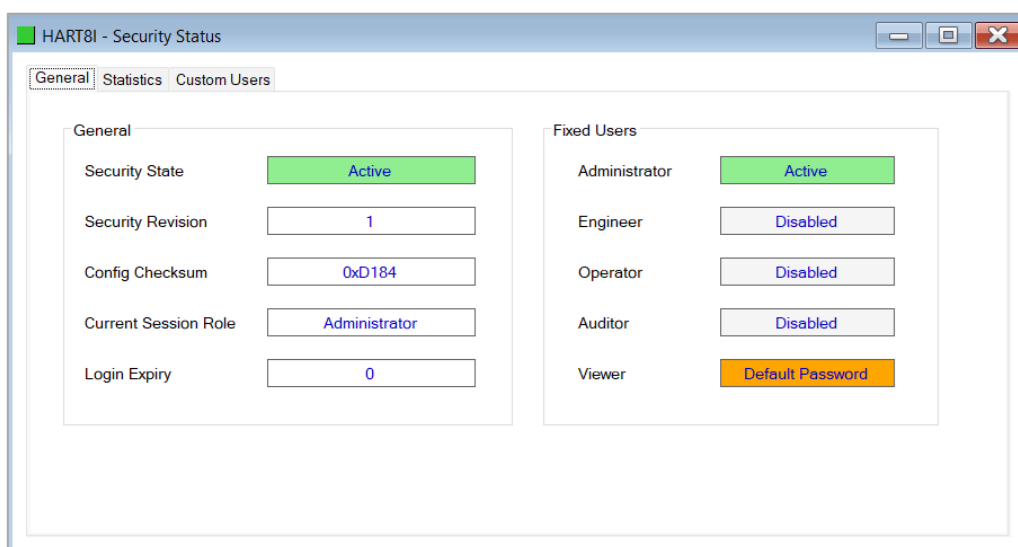 HART8I - Security Status
General Statistics Custom Users
General
Security State Active
Security Revision 1
Config Checksum 0xD184
Current Session Role Administrator
Login Expiry 0
Fixed Users
Administrator Active
Engineer Disabled
Operator Disabled
Auditor Disabled
Viewer Default Password